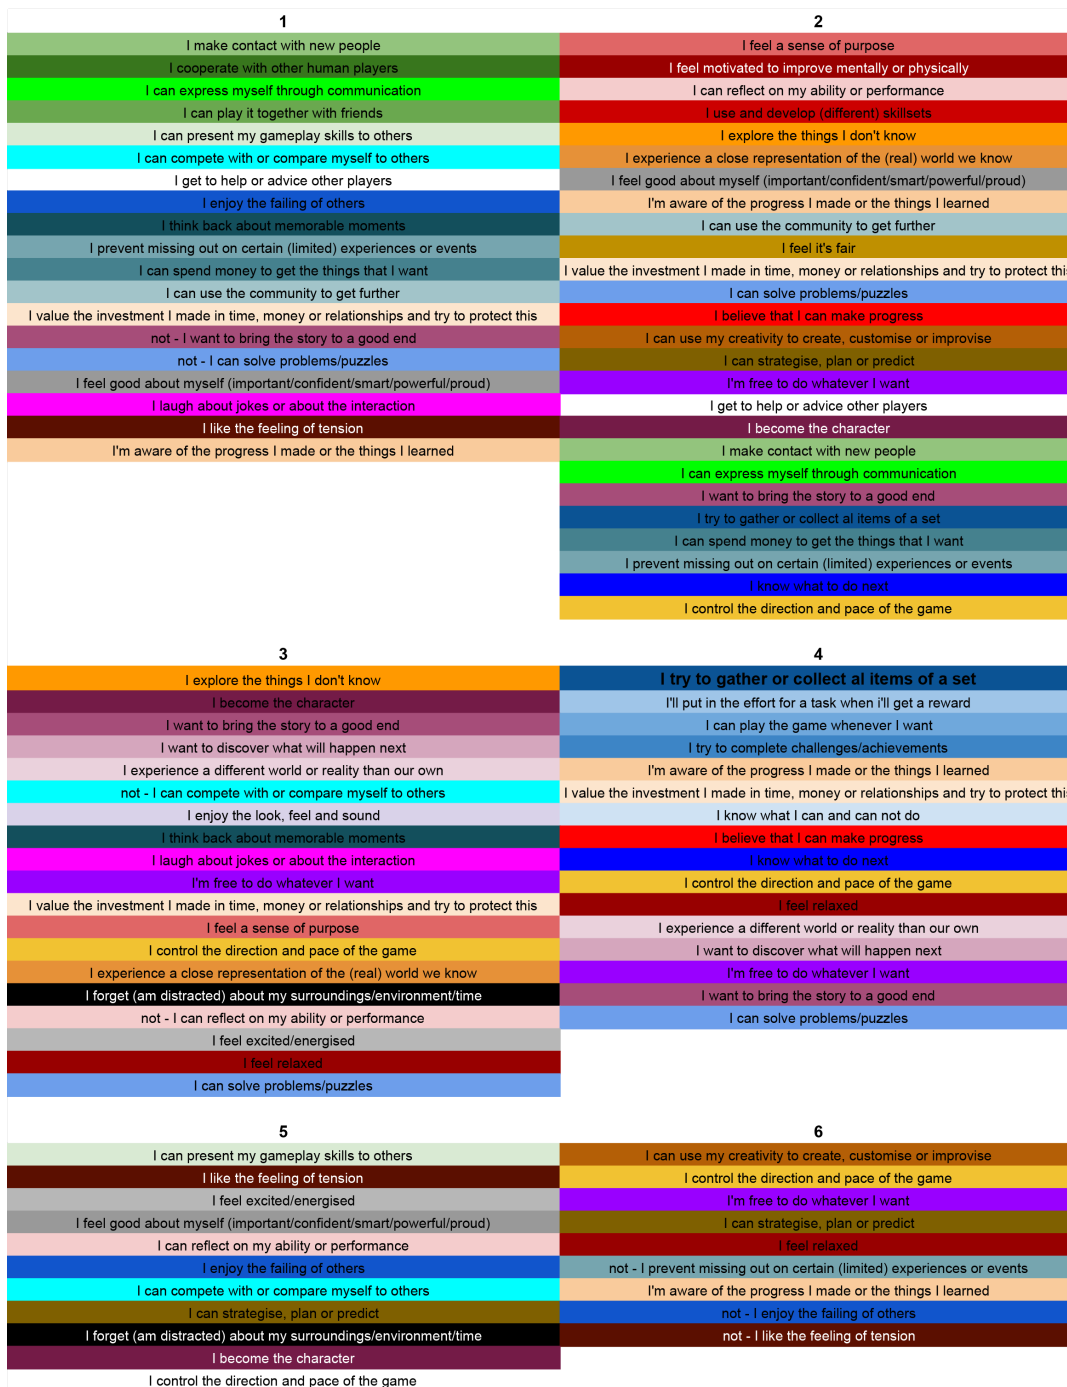 1
I make contact with new people
I cooperate with other human players
I can express myself through communication
I can play it together with friends
I can present my gameplay skills to others
I can compete with or compare myself to others
I get to help or advice other players
I enjoy the failing of others
I think back about memorable moments
I prevent missing out on certain (limited) experiences or events
I can spend money to get the things that I want
I can use the community to get further
I value the investment I made in time, money or relationships and try to protect this
not - I want to bring the story to a good end
not - I can solve problems/puzzles
I feel good about myself (important/confident/smart/powerful/proud)
I laugh about jokes or about the interaction
I like the feeling of tension
I'm aware of the progress I made or the things I learned
2
I feel a sense of purpose
I feel motivated to improve mentally or physically
I can reflect on my ability or performance
I use and develop (different) skillsets
I explore the things I don't know
I experience a close representation of the (real) world we know
I feel good about myself (important/confident/smart/powerful/proud)
I'm aware of the progress I made or the things I learned
I can use the community to get further
I feel it's fair
I value the investment I made in time, money or relationships and try to protect thi
I can solve problems/puzzles
I believe that I can make progress
I can use my creativity to create, customise or improvise
I can strategise, plan or predict
I'm free to do whatever I want
I get to help or advice other players
I become the character
I make contact with new people
I can express myself through communication
I want to bring the story to a good end
I try to gather or collect al items of a set
I can spend money to get the things that I want
I prevent missing out on certain (limited) experiences or events
I know what to do next
I control the direction and pace of the game
3
I explore the things I don't know
I become the character
I want to bring the story to a good end
I want to discover what will happen next
I experience a different world or reality than our own
not - I can compete with or compare myself to others
I enjoy the look, feel and sound
I think back about memorable moments
I laugh about jokes or about the interaction
I'm free to do whatever I want
I value the investment I made in time, money or relationships and try to protect this
I feel a sense of purpose
I control the direction and pace of the game
I experience a close representation of the (real) world we know
I forget (am distracted) about my surroundings/environment/time
not - I can reflect on my ability or performance
I feel excited/energised
I feel relaxed
I can solve problems/puzzles
4
I try to gather or collect al items of a set
I'll put in the effort for a task when i'll get a reward
I can play the game whenever I want
I try to complete challenges/achievements
I'm aware of the progress I made or the things I learned
I value the investment I made in time, money or relationships and try to protect thi
I know what I can and can not do
I believe that I can make progress
I know what to do next
I control the direction and pace of the game
I feel relaxed
I experience a different world or reality than our own
I want to discover what will happen next
I'm free to do whatever I want
I want to bring the story to a good end
I can solve problems/puzzles
5
I can present my gameplay skills to others
I like the feeling of tension
I feel excited/energised
I feel good about myself (important/confident/smart/powerful/proud)
I can reflect on my ability or performance
I enjoy the failing of others
I can compete with or compare myself to others
I can strategise, plan or predict
I forget (am distracted) about my surroundings/environment/time
I become the character
I control the direction and pace of the game
6
I can use my creativity to create, customise or improvise
I control the direction and pace of the game
I'm free to do whatever I want
I can strategise, plan or predict
I feel relaxed
not - I prevent missing out on certain (limited) experiences or events
I'm aware of the progress I made or the things I learned
not - I enjoy the failing of others
not - I like the feeling of tension